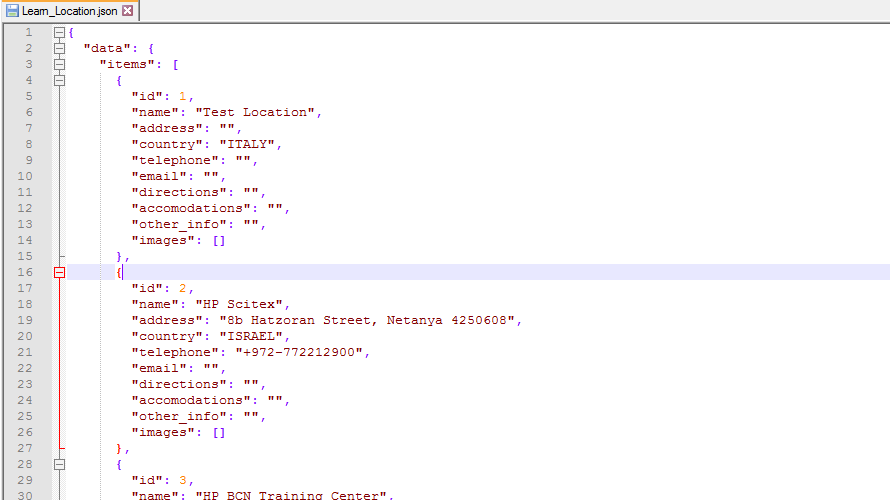 Learn_Location.json
1 {
2 "data": {
3 "items": [
4 {
5 "id": 1,
6 "name": "Test Location",
7 "address": "",
8 "country": "ITALY",
9 "telephone": "",
10 "email": "",
11 "directions": "",
12 "accomodations": "",
13 "other_info": "",
14 "images": []
15 },
16 {
17 "id": 2,
18 "name": "HP Scitex",
19 "address": "8b Hatzoran Street, Netanya 4250608",
20 "country": "ISRAEL",
21 "telephone": "+972-772212900",
22 "email": "",
23 "directions": "",
24 "accomodations": "",
25 "other_info": "",
26 "images": []
27 },
28 {
29 "id": 3,
30 "name": "HP BCN Training Center",